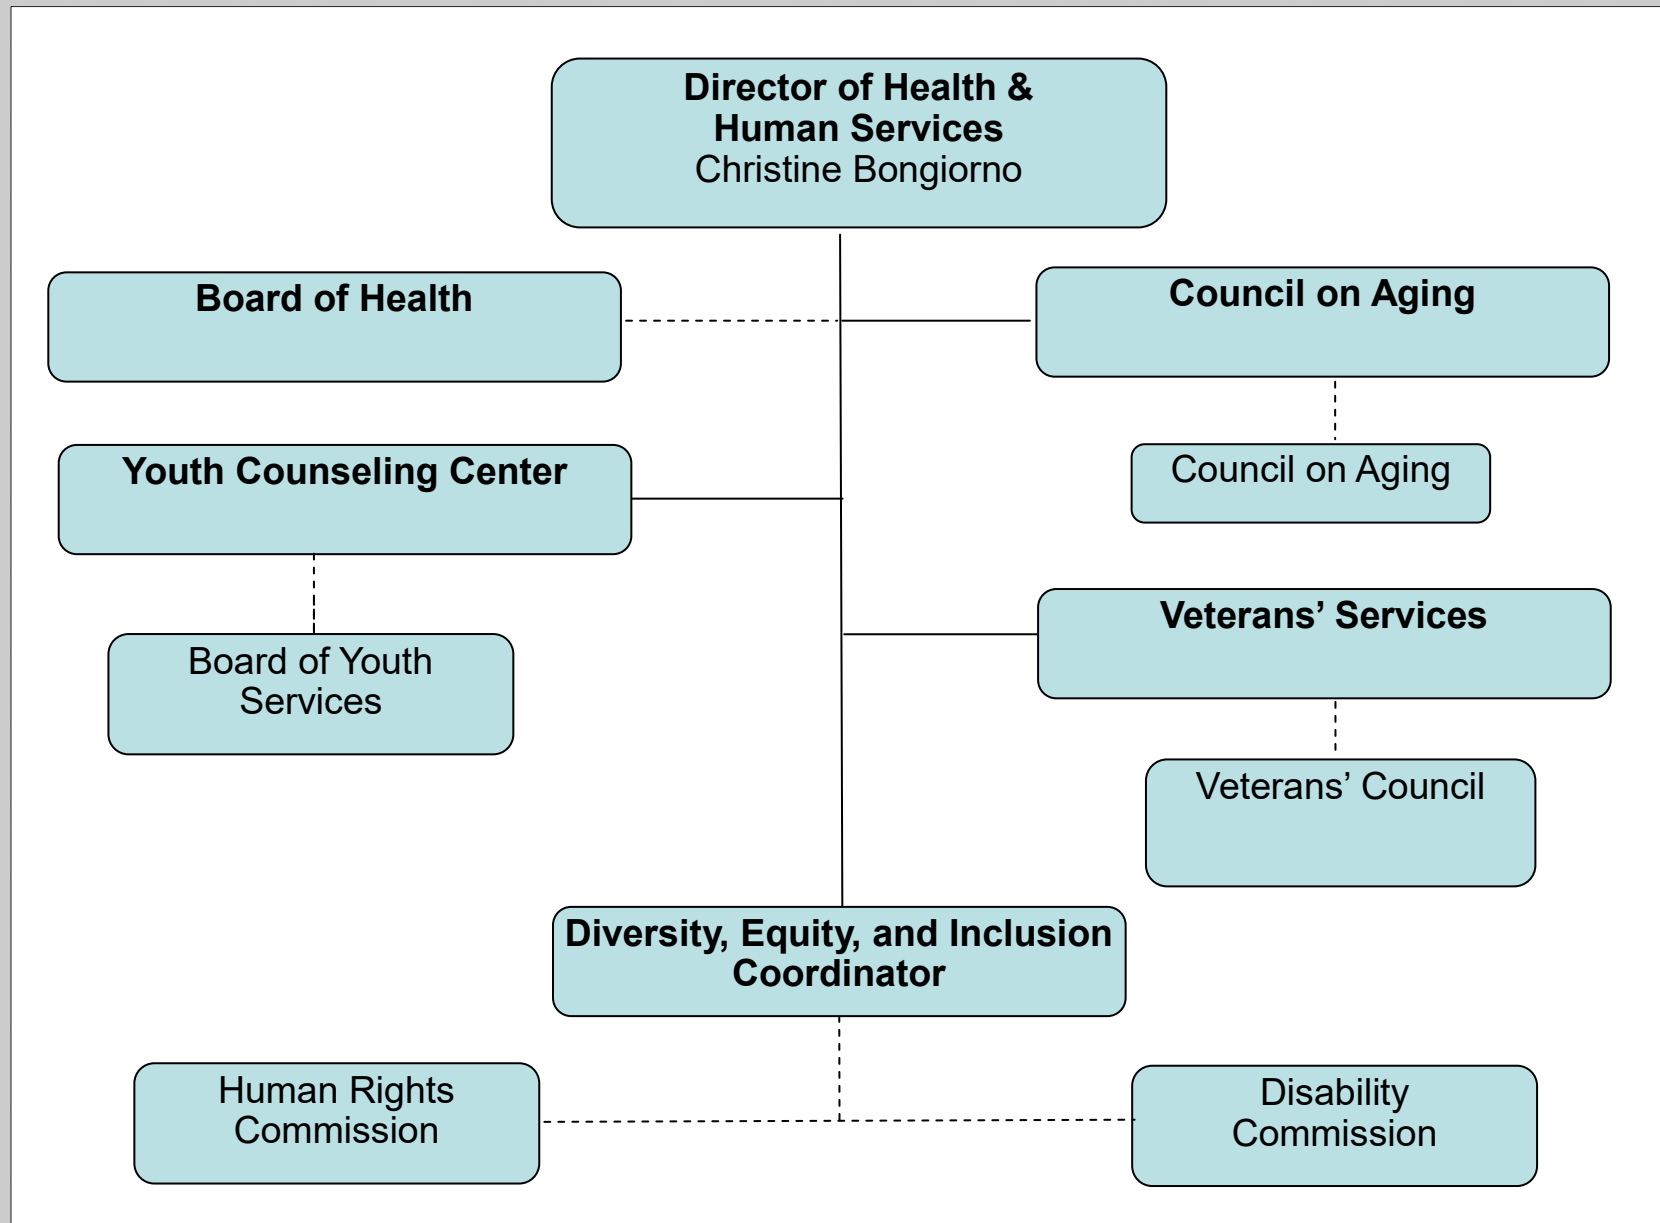 Director of Health &
Human Services
Christine Bongiorno
Board of Health
Council on Aging
Youth Counseling Center
Council on Aging
Board of Youth
Services
Veterans’ Services
Veterans’ Council
Diversity, Equity, and Inclusion
Coordinator
Human Rights
Commission
Disability
Commission